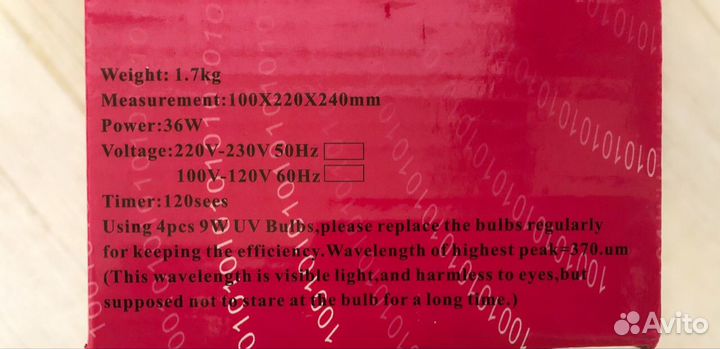 Weight: 1.7kg
Measurement:100X220X240mm
Power:36W
Voltage:220V-230V 50Hz
100V-120V 60Hz
Timer:120sees
Using 4pcs 9W UV Bulbs,please replace the bulbs regularly
for keeping the efficiency.Wavelength of highest peak=370.um
(This wavelength is visible light,and harmless to eyes,but
supposed not to stare at the bulb for a long time.)
Avito